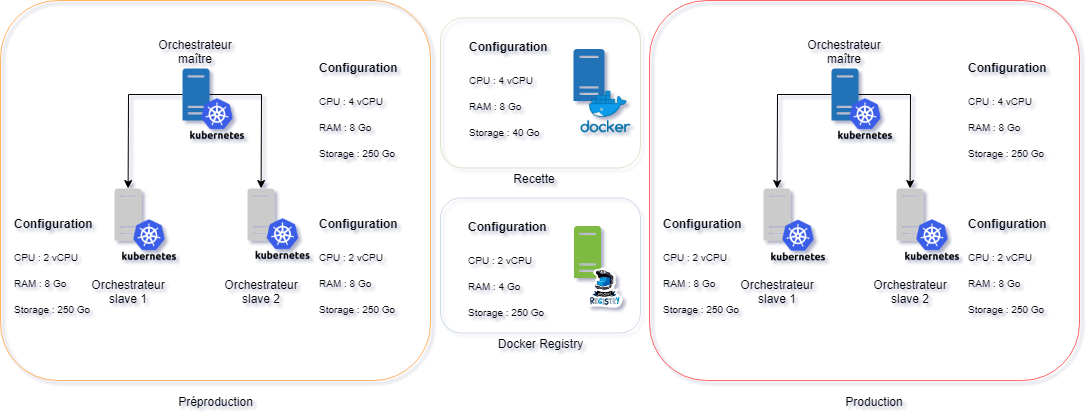 Orchestrateur
maître
Configuration
CPU : 4 vCPU
RAM : 8 Go
Storage : 250 Go
kubernetes
Configuration
CPU : 2 vCPU
RAM : 8 Go
Storage : 250 Go
kubernetes
Orchestrateur
slave 1
kubernetes
Orchestrateur
slave 2
Configuration
CPU : 2 vCPU
RAM : 8 Go
Storage : 250 Go
Préproduction
Configuration
CPU : 4 vCPU
RAM : 8 Go
Storage : 40 Go
docker
Recette
Configuration
CPU : 2 vCPU
RAM : 4 Go
Storage : 250 Go
REGISTRY
Docker Registry
Orchestrateur
maître
Configuration
CPU : 4 vCPU
RAM : 8 Go
Storage : 250 Go
kubernetes
Configuration
CPU : 2 vCPU
RAM : 8 Go
Storage : 250 Go
kubernetes
Orchestrateur
slave 1
kubernetes
Orchestrateur
slave 2
Configuration
CPU : 2 vCPU
RAM : 8 Go
Storage : 250 Go
Production